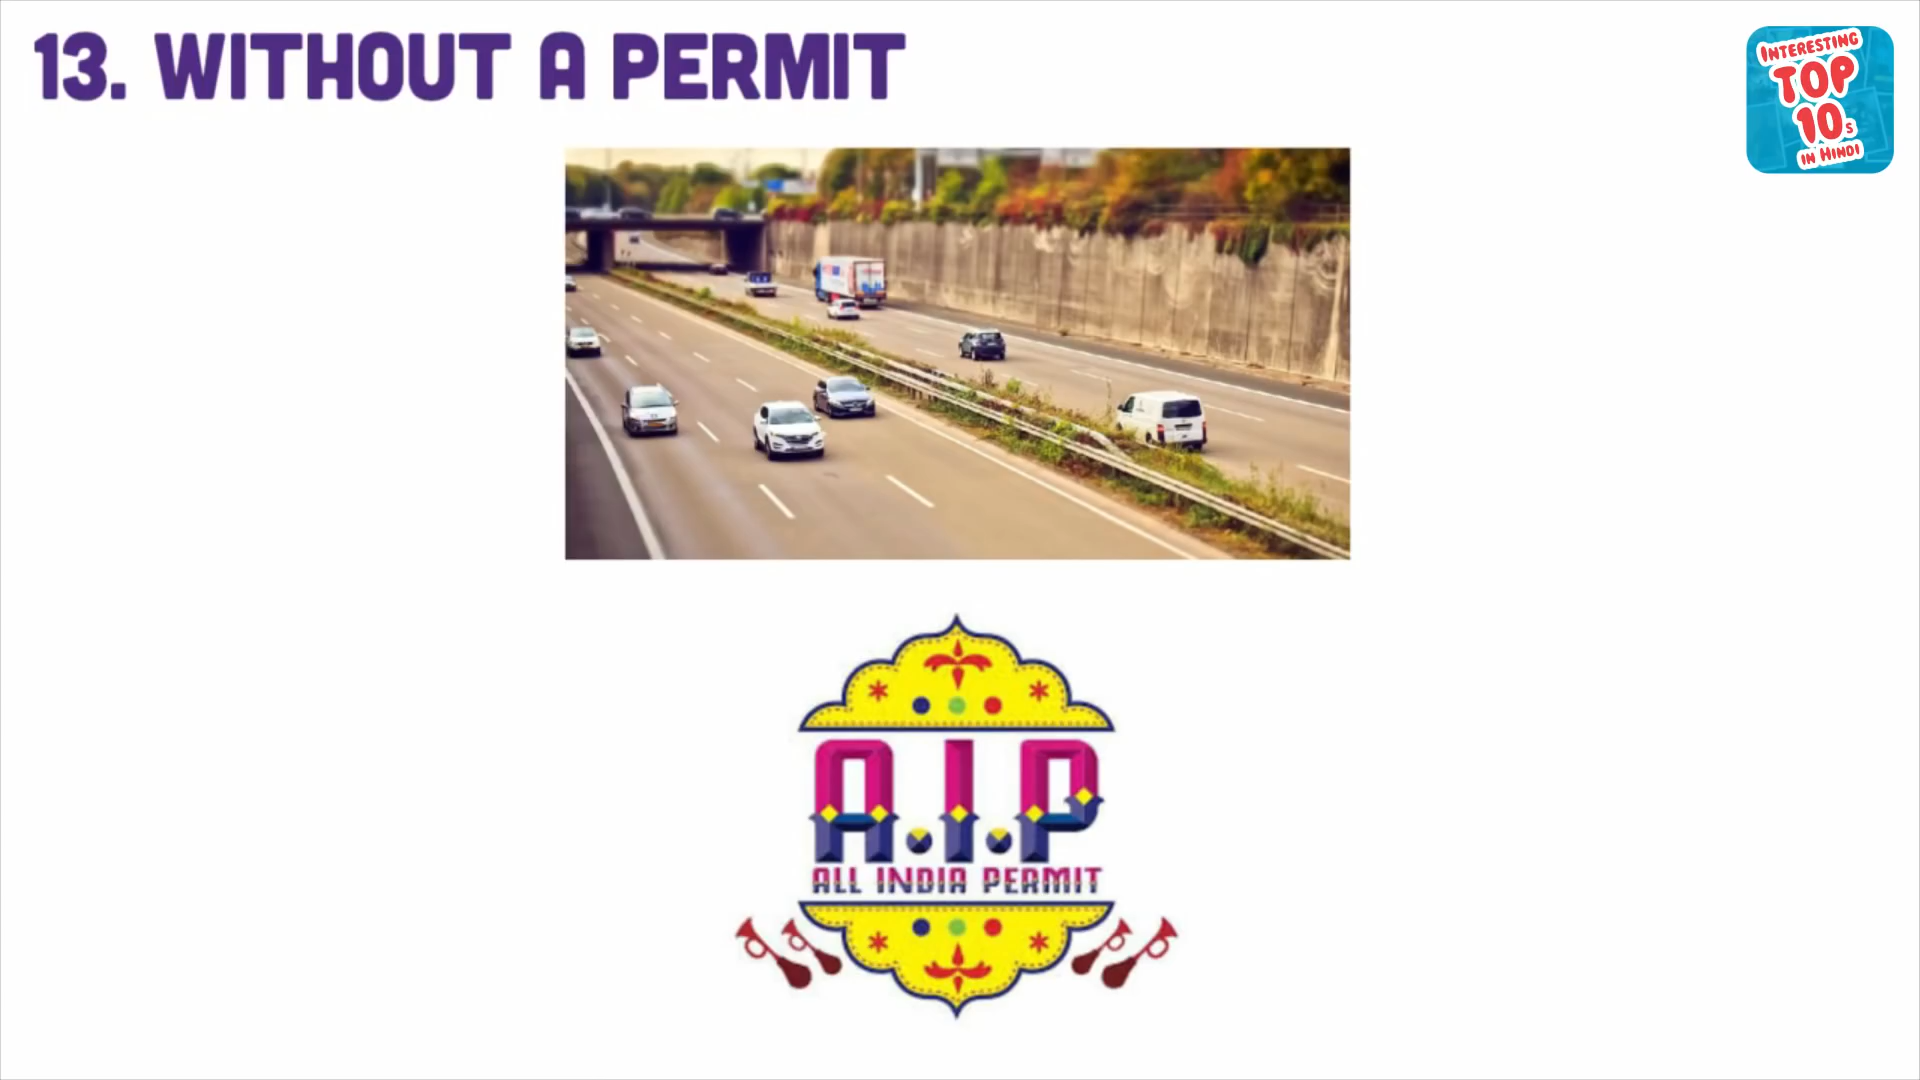 13. WITHOUT A PERMIT
INTERESTING
TOP
10s
IN HINDI
A.I.P
ALL INDIA PERMIT